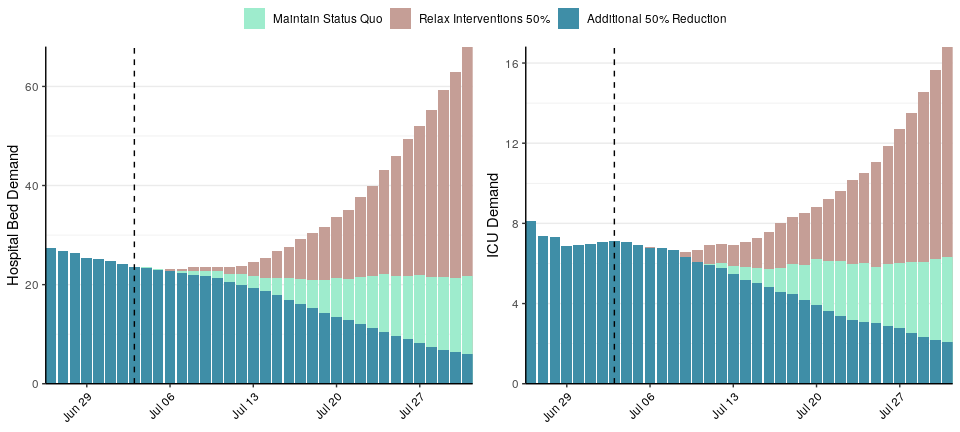 Maintain Status Quo Relax Interventions 50% Additional 50% Reduction
Hospital Bed Demand
60
40
20
0
Jun 29 Jul 06 Jul 13 Jul 20 Jul 27
ICU Demand
16
12
8
4
0
Jun 29 Jul 06 Jul 13 Jul 20 Jul 27